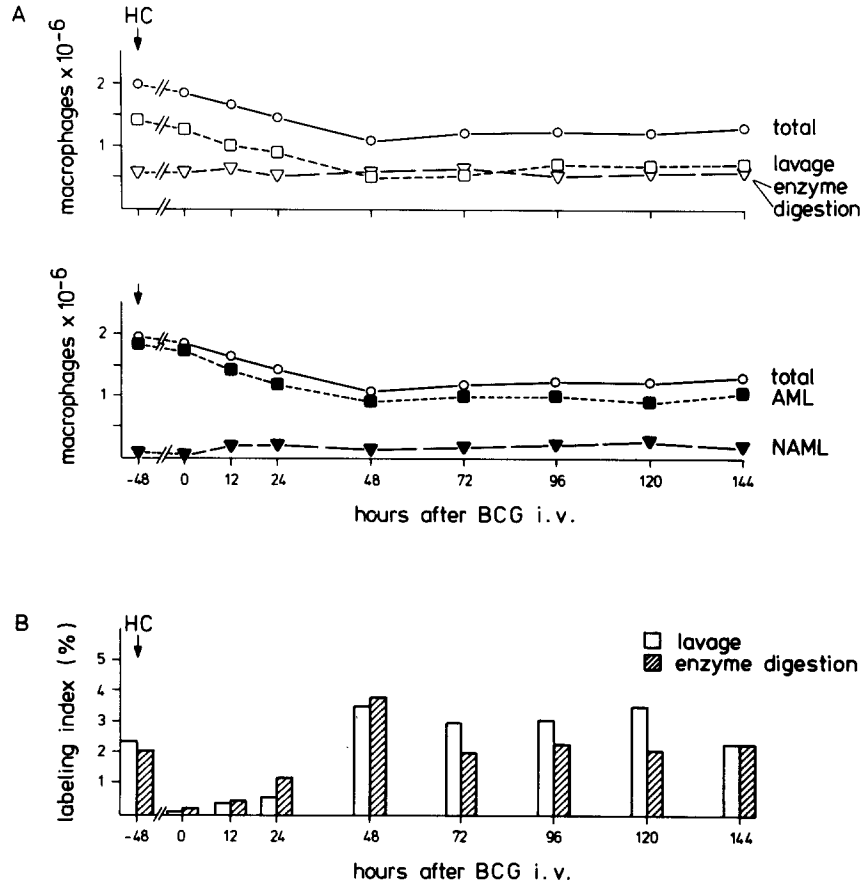 A
HC
macrophages x 10⁻⁶
2
1
total
lavage
enzyme
digestion
macrophages x 10⁻⁶
2
1
total
AML
NAML
-48 0 12 24 48 72 96 120 144
hours after BCG i.v.
B
HC
labeling index (%)
5
4
3
2
1
lavage
enzyme digestion
-48 0 12 24 48 72 96 120 144
hours after BCG i.v.